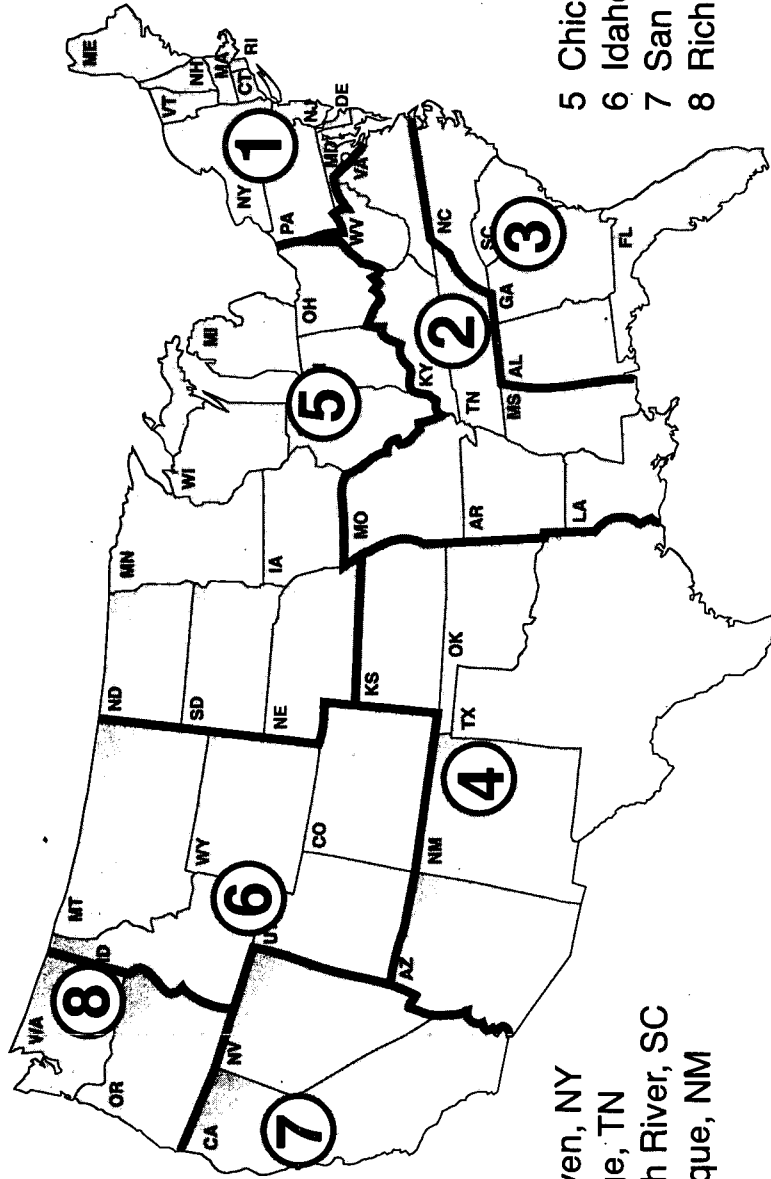 WA
MT
ME
8
ID
ND
OR
MN
VT
WI
NH
SD
WY
CA
MI
MA
NV
NY
CT
RI
6
1
IA
NE
PA
7
OH
NJ
CO
5
MD
DE
WV
VA
MO
KS
AZ
KY
NM
NC
OK
2
TX
TN
AR
4
SC
GA
MS
AL
3
LA
FL
ven, NY 5 Chic
e, TN 6 Idaho
h River, SC 7 San
que, NM 8 Rich